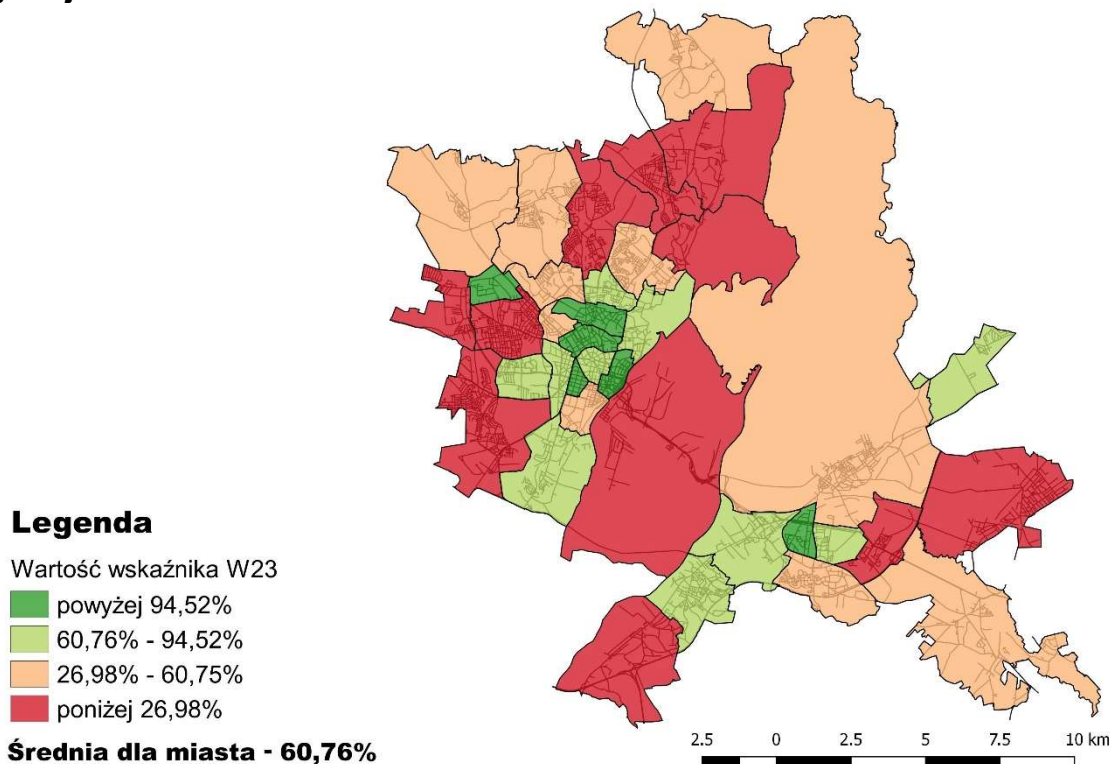 Legenda
Wartość wskaźnika W23
powyżej 94,52%
60,76% - 94,52%
26,98% - 60,75%
poniżej 26,98%
Średnia dla miasta - 60,76%
2.5 0 2.5 5 7.5 10 km